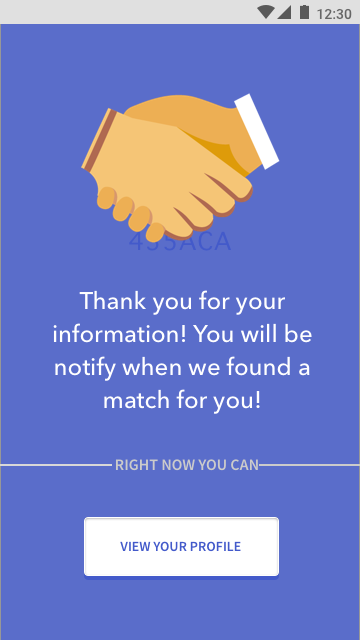 12:30
455ACA
Thank you for your
information! You will be
notify when we found a
match for you!
RIGHT NOW YOU CAN
VIEW YOUR PROFILE